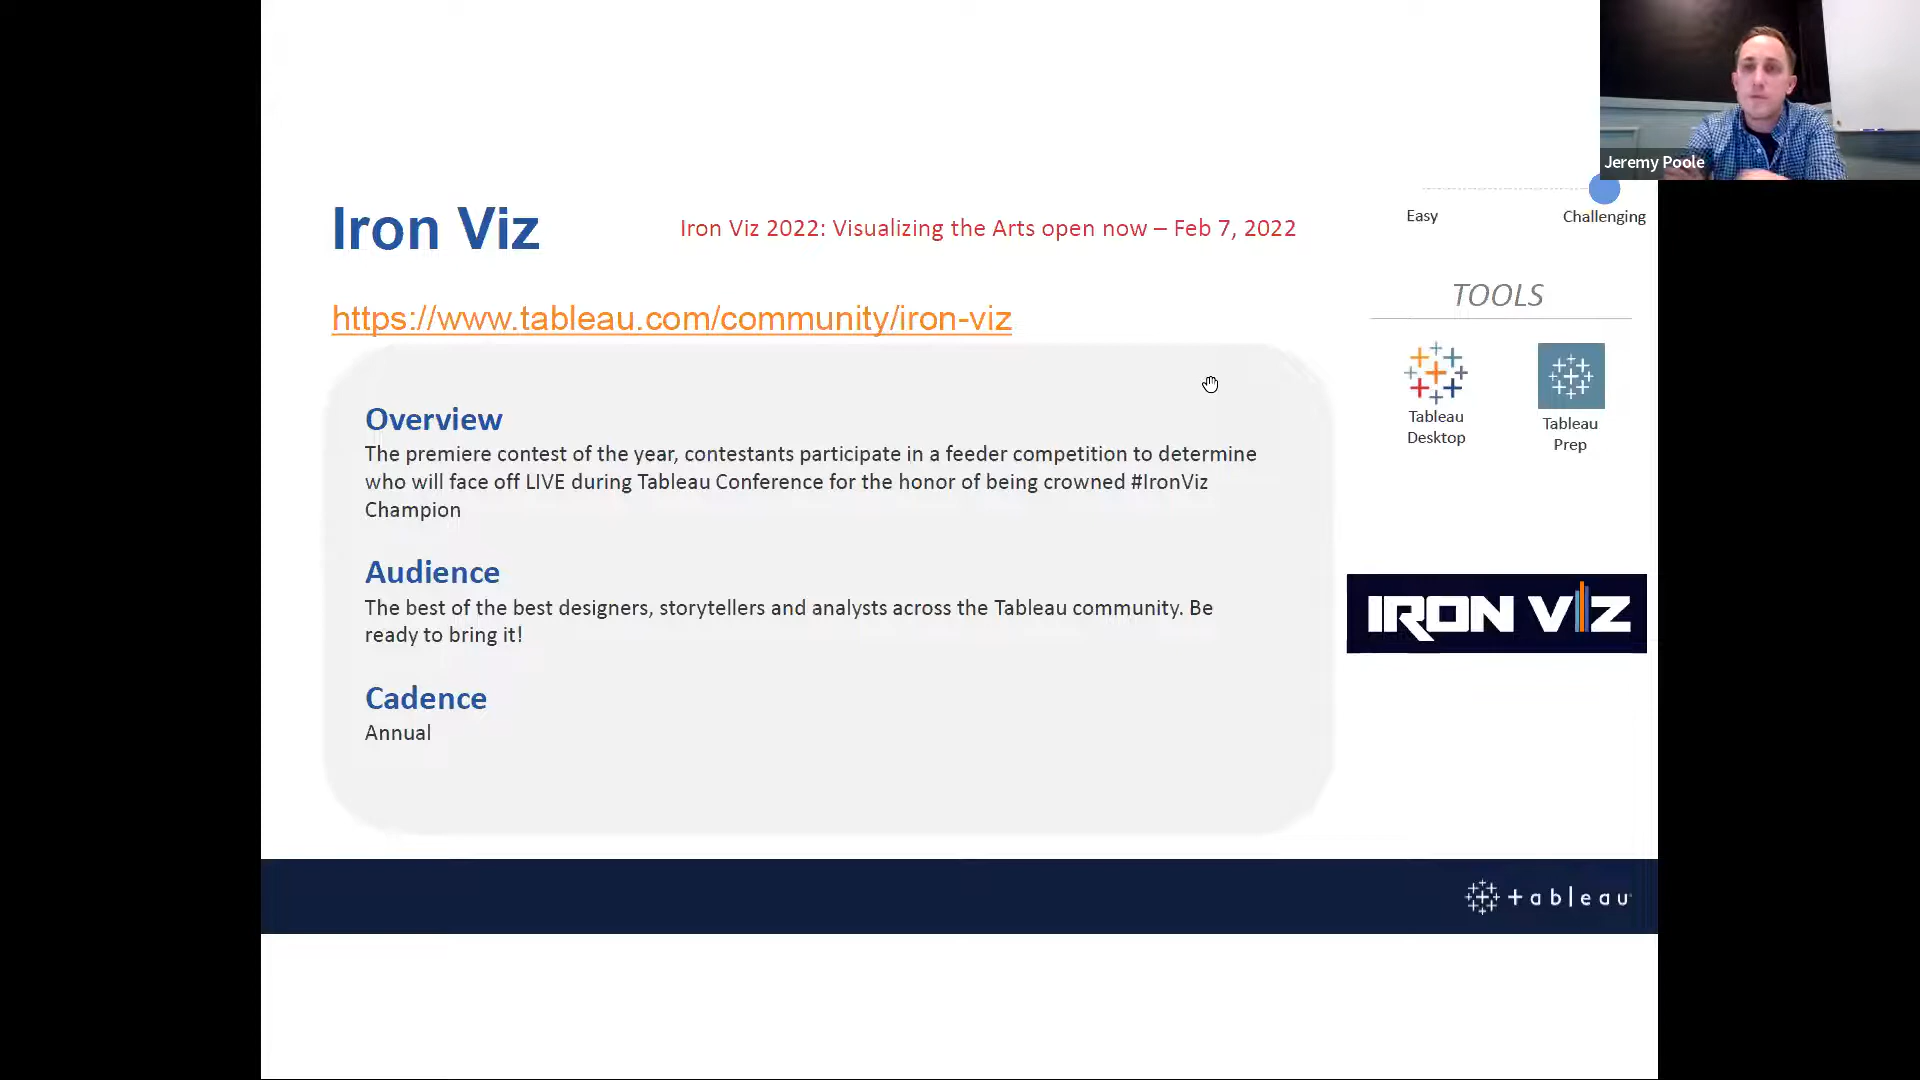 Jeremy Poole
Iron Viz
Iron Viz 2022: Visualizing the Arts open now – Feb 7, 2022
Easy
Challenging
https://www.tableau.com/community/iron-viz
TOOLS
Tableau
Desktop
Tableau
Prep
Overview
The premiere contest of the year, contestants participate in a feeder competition to determine
who will face off LIVE during Tableau Conference for the honor of being crowned #IronViz
Champion
Audience
The best of the best designers, storytellers and analysts across the Tableau community. Be
ready to bring it!
IRON VIZ
Cadence
Annual
+ableau